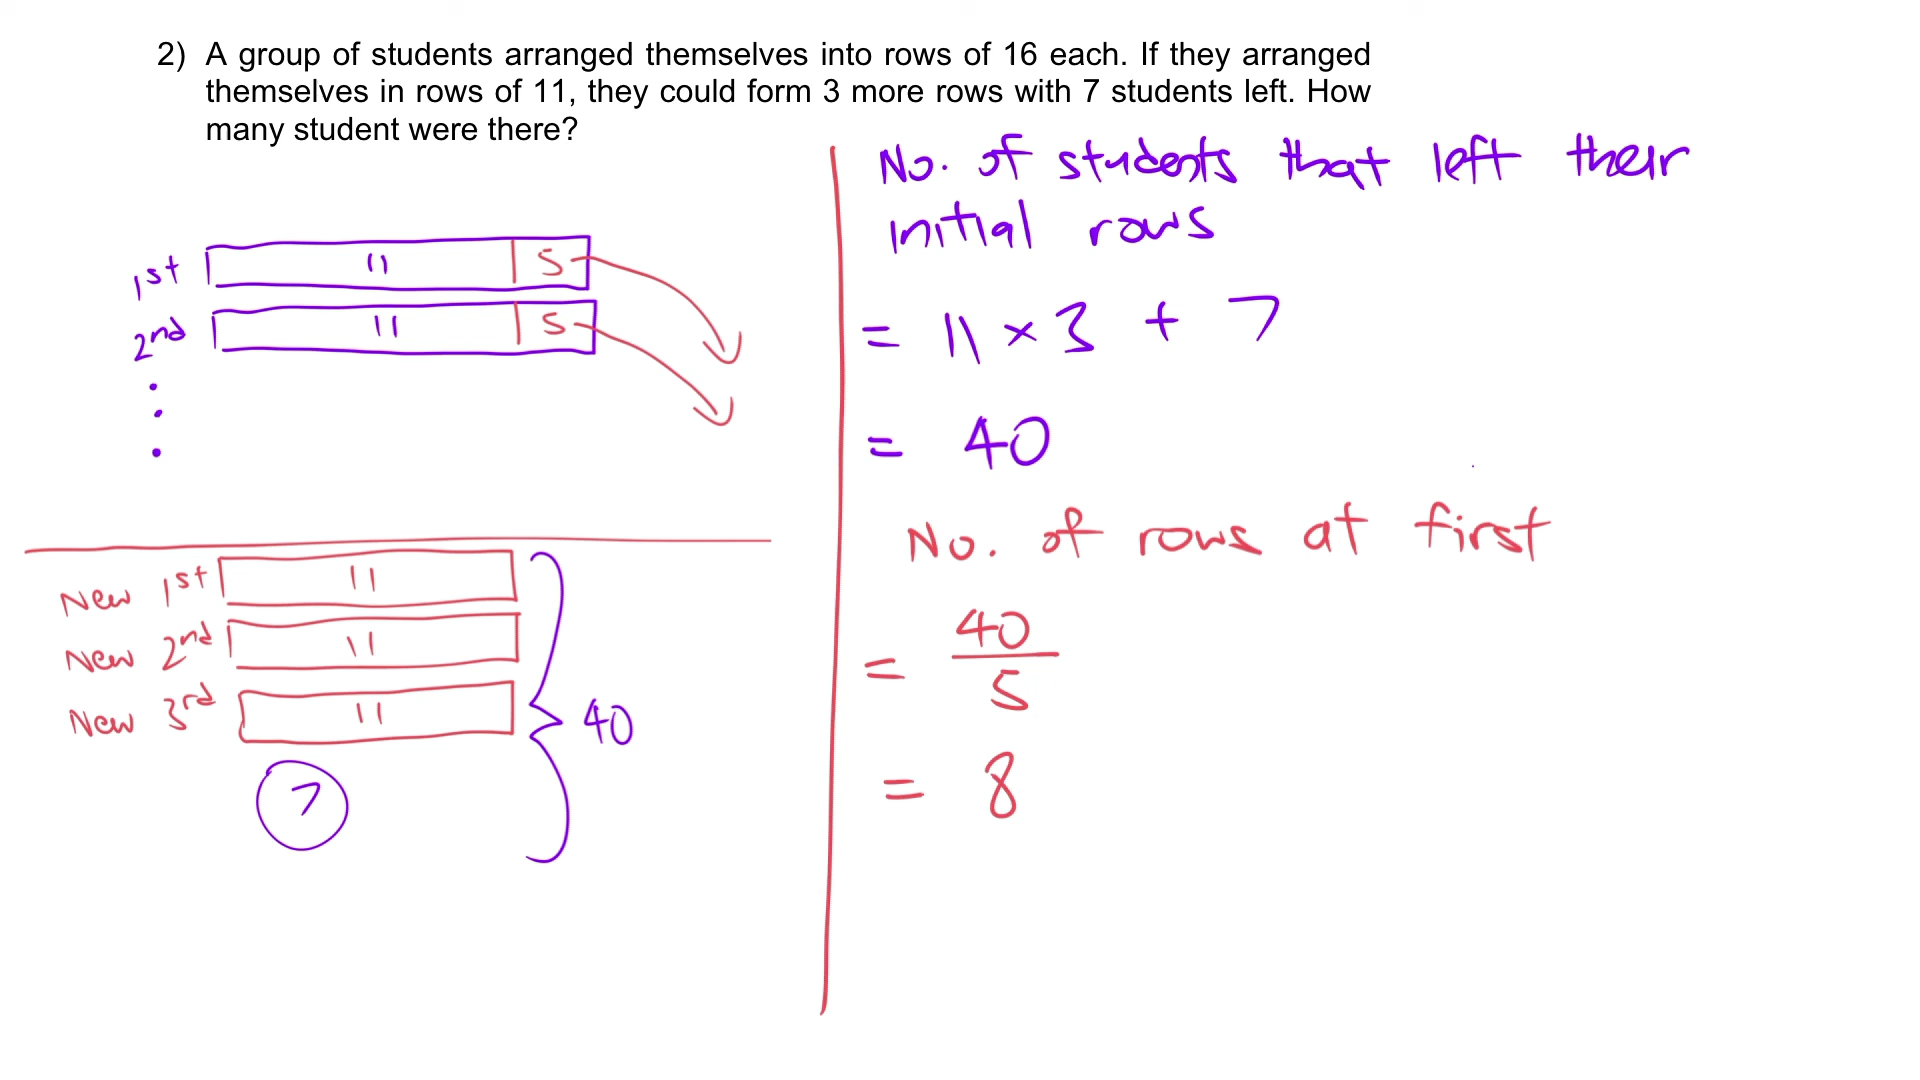 2) A group of students arranged themselves into rows of 16 each. If they arranged
themselves in rows of 11, they could form 3 more rows with 7 students left. How
many student were there?
1st 11 5
2nd 11 5
New 1st 11
New 2nd 11
New 3rd 11
40
7
No. of students that left their
initial rows
= 11 × 3 + 7
= 40
No. of rows at first
= 40
5
= 8